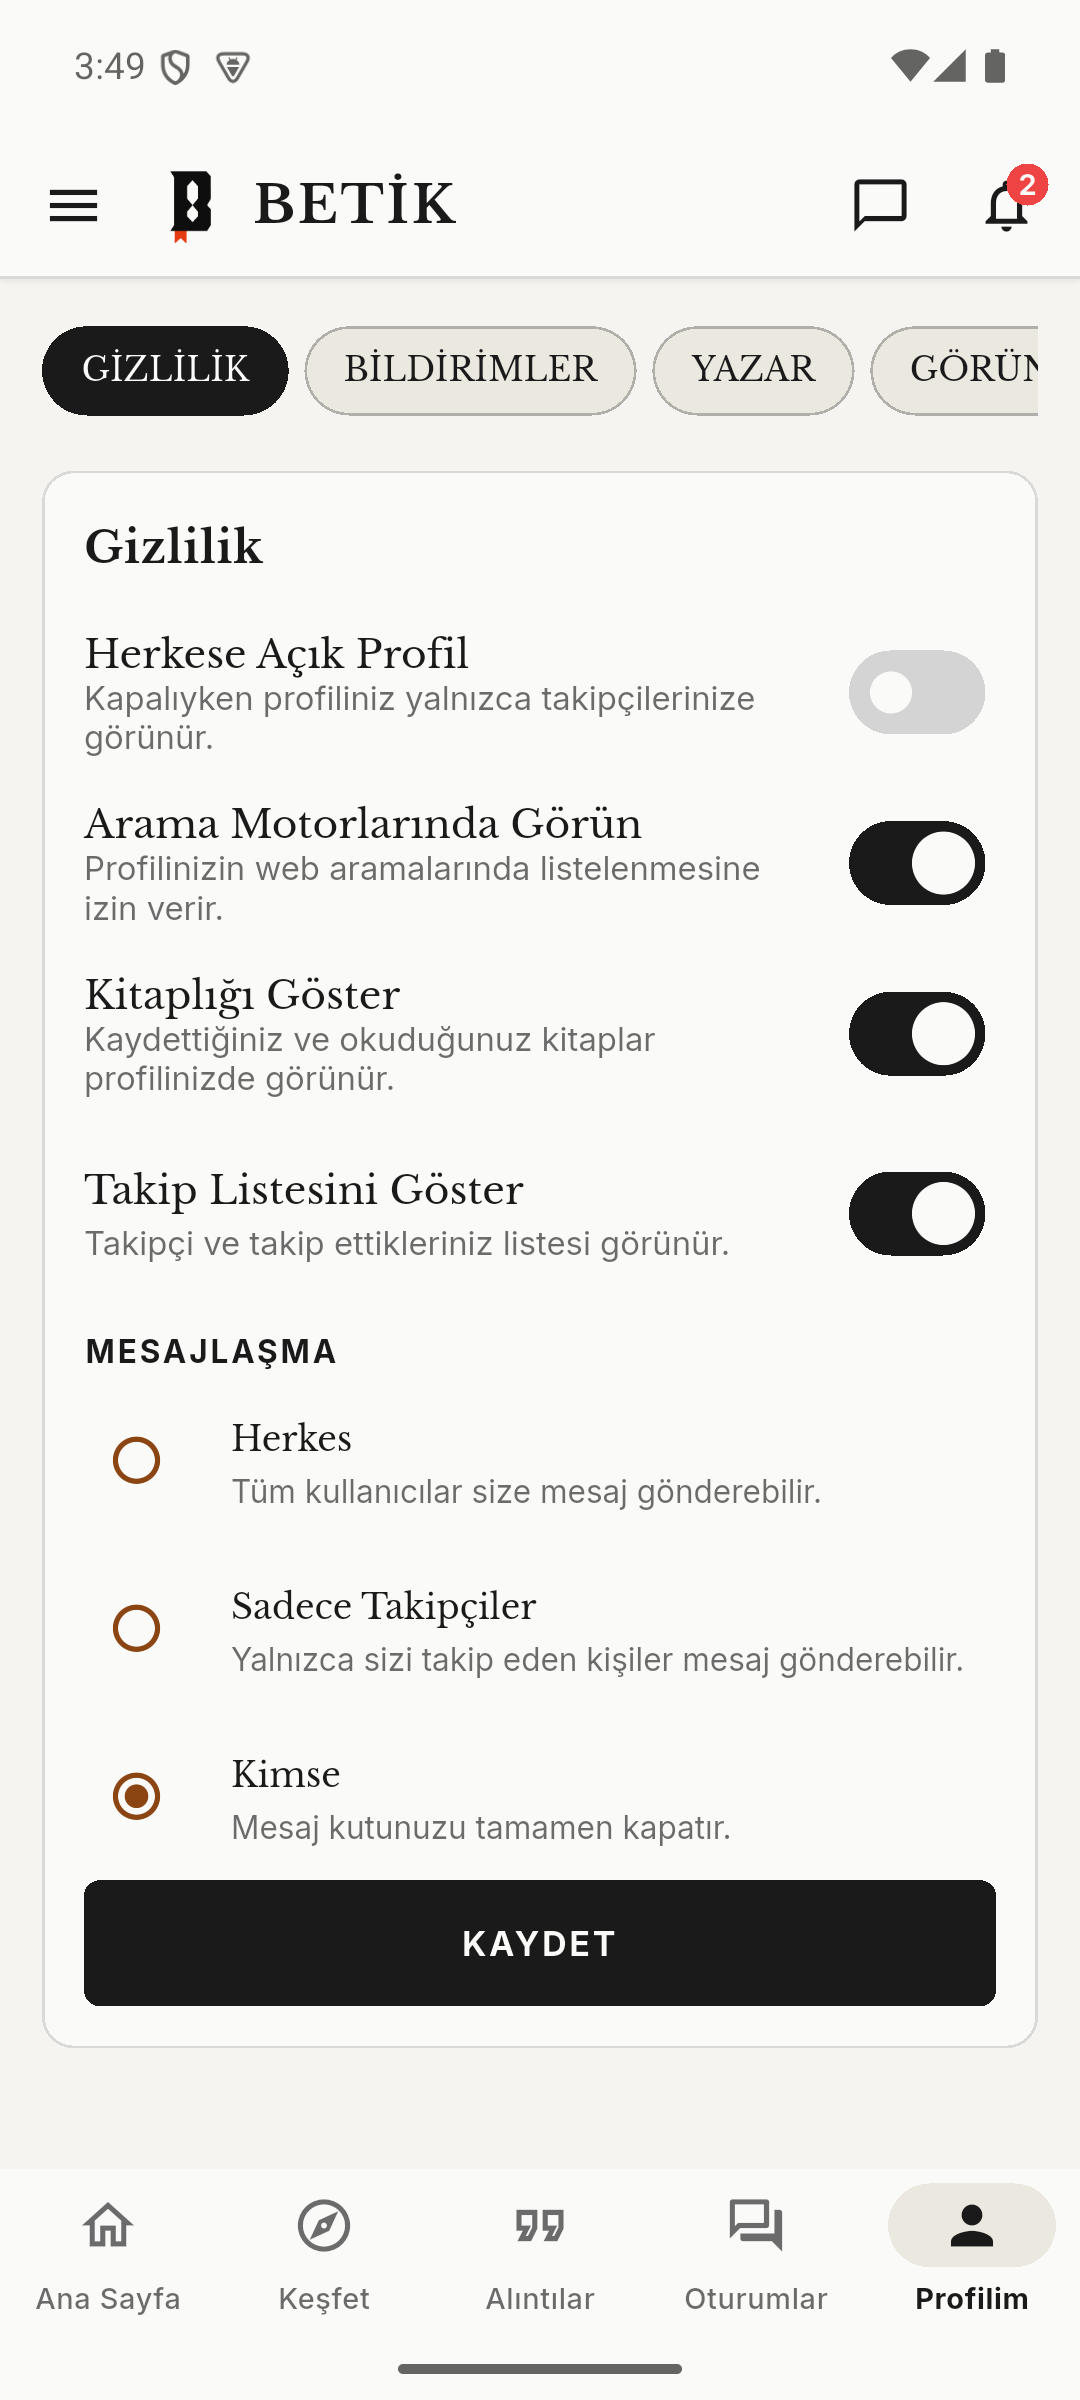 3:49
BETİK
2
GİZLİLİK
BİLDİRİMLER
YAZAR
GÖRÜN
Gizlilik
Herkese Açık Profil
Kapalıyken profiliniz yalnızca takipçilerinize
görünür.
Arama Motorlarında Görün
Profilinizin web aramalarında listelenmesine
izin verir.
Kitaplığı Göster
Kaydettiğiniz ve okuduğunuz kitaplar
profilinizde görünür.
Takip Listesini Göster
Takipçi ve takip ettikleriniz listesi görünür.
MESAJLAŞMA
Herkes
Tüm kullanıcılar size mesaj gönderebilir.
Sadece Takipçiler
Yalnızca sizi takip eden kişiler mesaj gönderebilir.
Kimse
Mesaj kutunuzu tamamen kapatır.
KAYDET
Ana Sayfa
Keşfet
Alıntılar
Oturumlar
Profilim